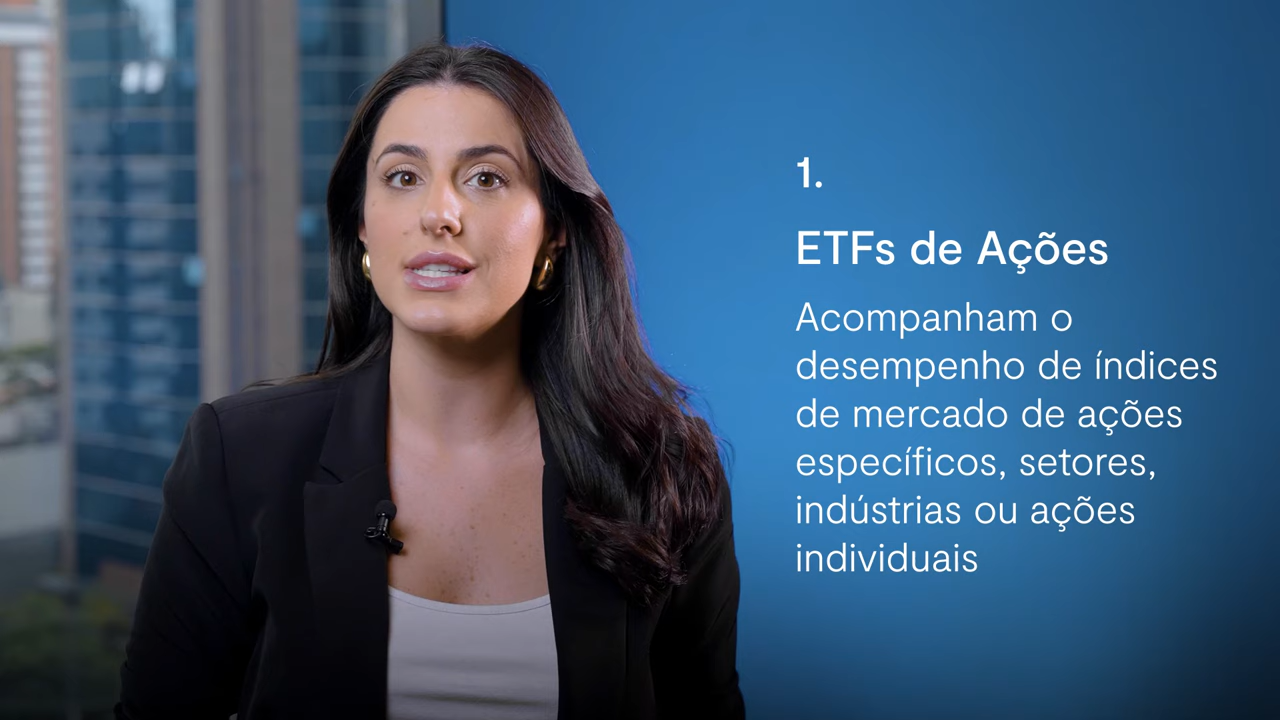 1.
ETFs de Ações
Acompanham o
desempenho de índices
de mercado de ações
específicos, setores,
indústrias ou ações
individuais